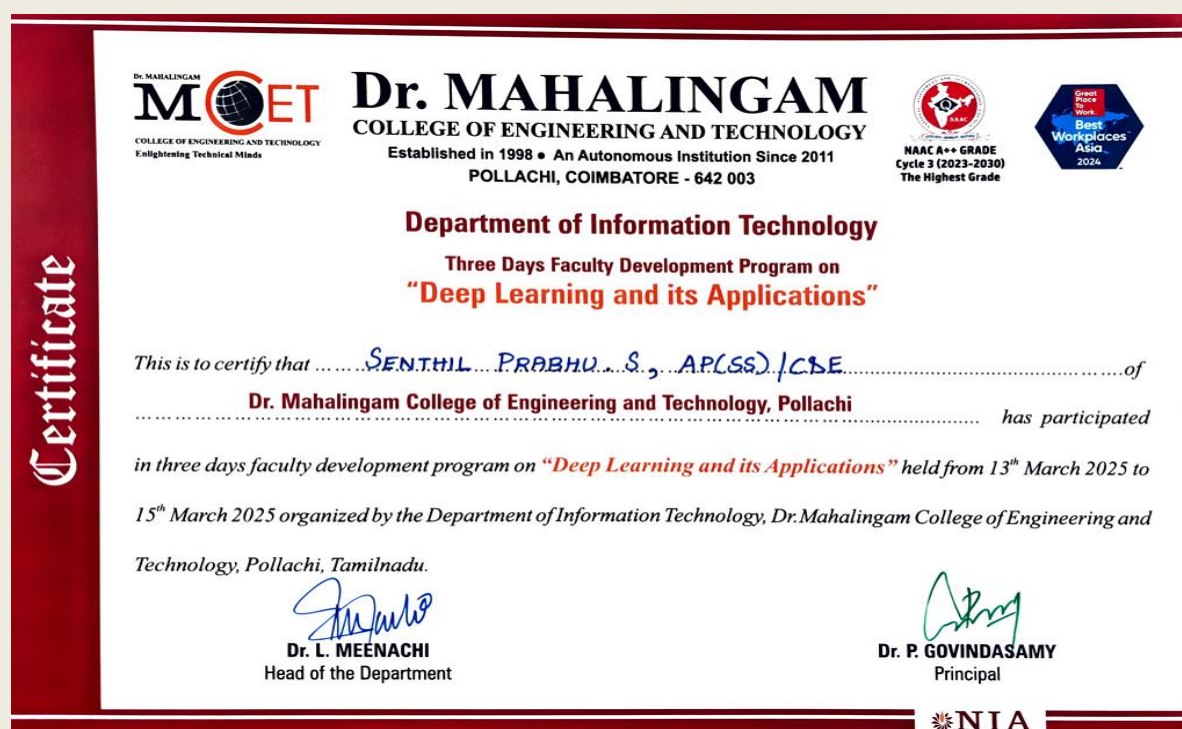 Dr. MAHALINGAM
MCET
COLLEGE OF ENGINEERING AND TECHNOLOGY
Enlightening Technical Minds
Dr. MAHALINGAM
COLLEGE OF ENGINEERING AND TECHNOLOGY
Established in 1998 • An Autonomous Institution Since 2011
POLLACHI, COIMBATORE - 642 003
NAAC
NAAC A++ GRADE
Cycle 3 (2023-2030)
The Highest Grade
Great
Place
To
Work.
Best
Workplaces
Asia
2024
Certificate
Department of Information Technology
Three Days Faculty Development Program on
“Deep Learning and its Applications”
This is to certify that ...... SENTHIL PRABHU. S, AP(SS)/CSE ...... of
Dr. Mahalingam College of Engineering and Technology, Pollachi ...... has participated
in three days faculty development program on “Deep Learning and its Applications” held from 13th March 2025 to
15th March 2025 organized by the Department of Information Technology, Dr.Mahalingam College of Engineering and
Technology, Pollachi, Tamilnadu.
Dr. L. MEENACHI
Head of the Department
Dr. P. GOVINDASAMY
Principal
NIA